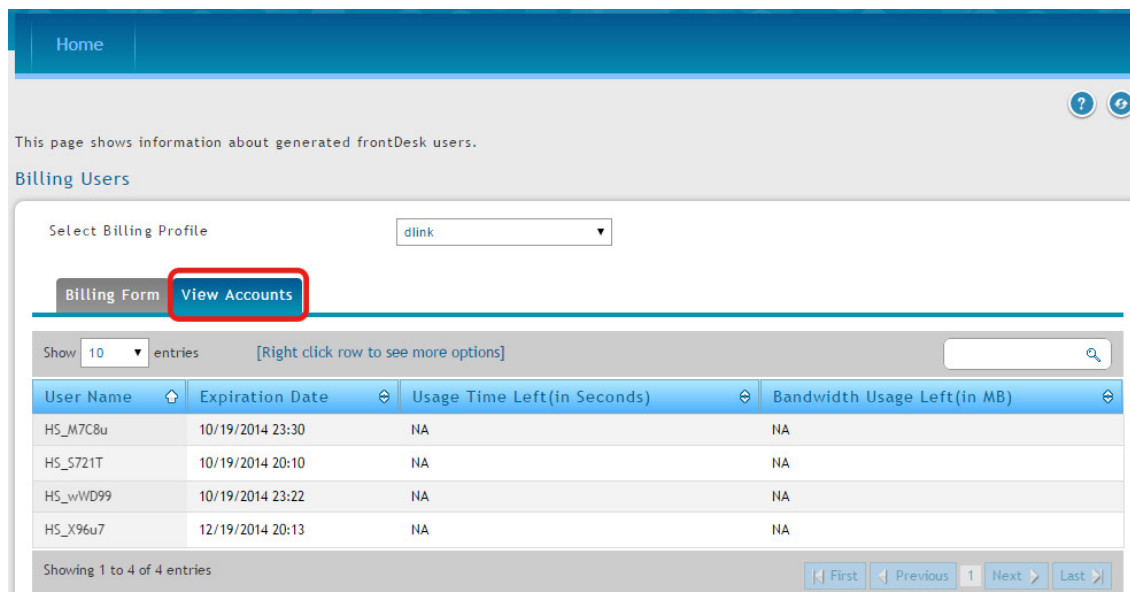 Home
?
This page shows information about generated frontDesk users.
Billing Users
Select Billing Profile dlink
Billing Form View Accounts
Show 10 entries [Right click row to see more options]
User Name Expiration Date Usage Time Left(in Seconds) Bandwidth Usage Left(in MB)
HS_M7C8u 10/19/2014 23:30 NA NA
HS_S721T 10/19/2014 20:10 NA NA
HS_wWD99 10/19/2014 23:22 NA NA
HS_X96u7 12/19/2014 20:13 NA NA
Showing 1 to 4 of 4 entries First Previous 1 Next Last